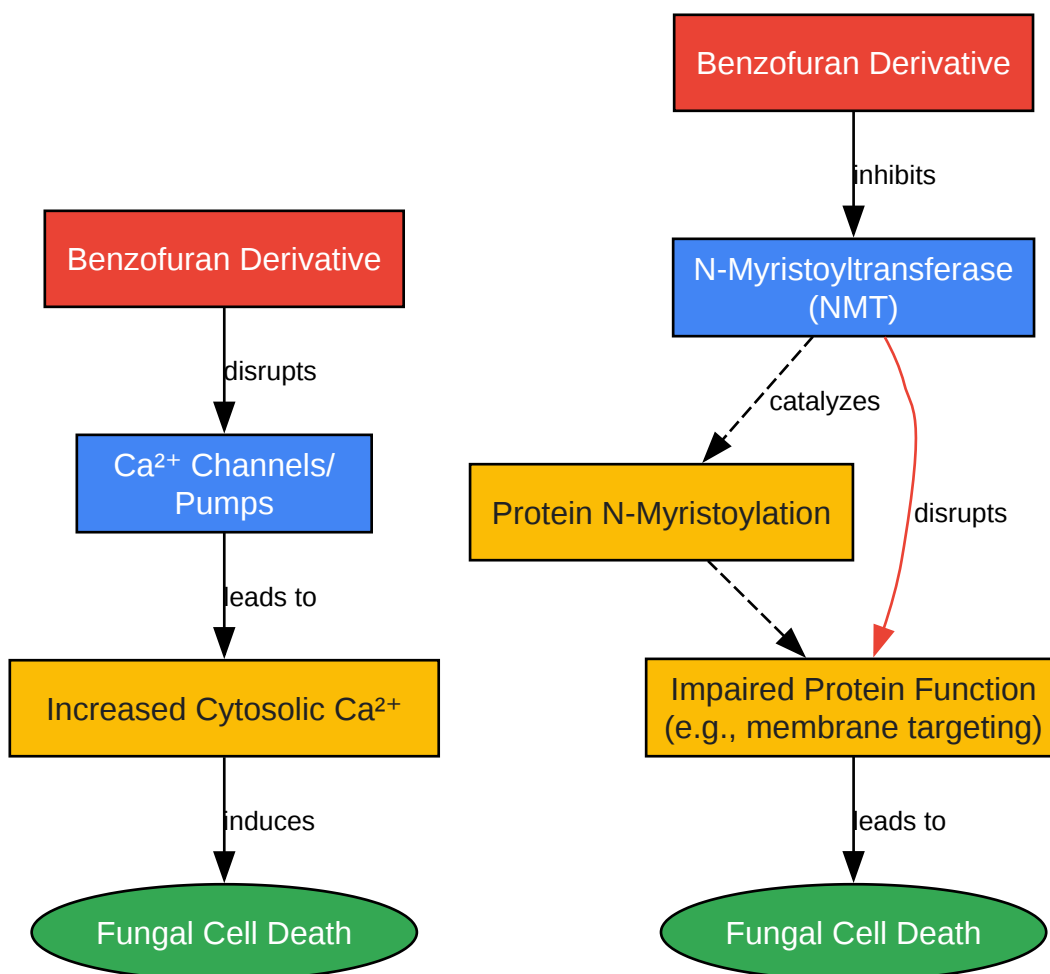 Benzofuran Derivative
disrupts
Ca²⁺ Channels/
Pumps
leads to
Increased Cytosolic Ca²⁺
induces
Fungal Cell Death
Benzofuran Derivative
inhibits
N-Myristoyltransferase
(NMT)
catalyzes
Protein N-Myristoylation
disrupts
Impaired Protein Function
(e.g., membrane targeting)
leads to
Fungal Cell Death